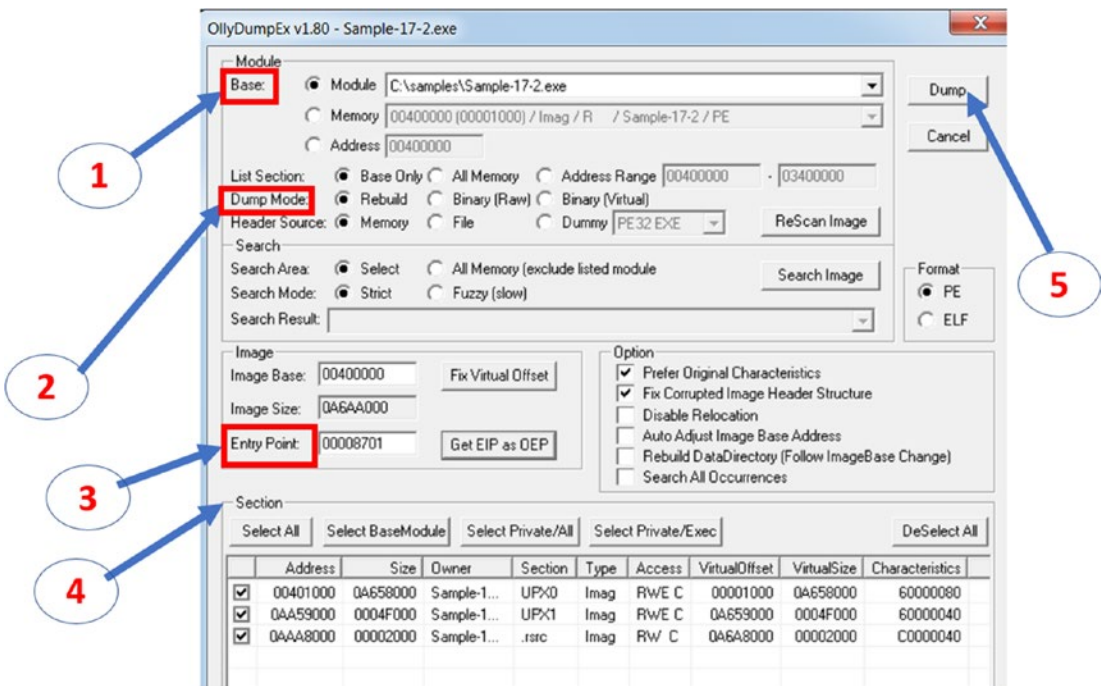 OllyDumpEx v1.80 - Sample-17-2.exe
X
Module
Base: Module C:\samples\Sample-17-2.exe
Dump
Memory 00400000 (00001000) / Imag / R / Sample-17-2 / PE
Cancel
Address 00400000
1
List Section: Base Only All Memory Address Range 00400000 - 03400000
Dump Mode: Rebuild Binary (Raw) Binary (Virtual)
Header Source: Memory File Dummy PE32 EXE ReScan Image
Search
Search Area: Select All Memory (exclude listed module Search Image
Search Mode: Strict Fuzzy (slow)
Search Result:
Format
PE
ELF
5
2
Image
Image Base: 00400000 Fix Virtual Offset
Image Size: 0A6AA000
Entry Point: 00008701 Get EIP as OEP
3
Option
Prefer Original Characteristics
Fix Corrupted Image Header Structure
Disable Relocation
Auto Adjust Image Base Address
Rebuild DataDirectory (Follow ImageBase Change)
Search All Occurrences
Section
4
Select All Select BaseModule Select Private/All Select Private/Exec DeSelect All
Address Size Owner Section Type Access VirtualOffset VirtualSize Characteristics
00401000 0A658000 Sample-1... UPX0 Imag RWE C 00001000 0A658000 60000080
0AA59000 0004F000 Sample-1... UPX1 Imag RWE C 0A659000 0004F000 60000040
0AAA8000 00002000 Sample-1... .rsrc Imag RW C 0A6A8000 00002000 C0000040